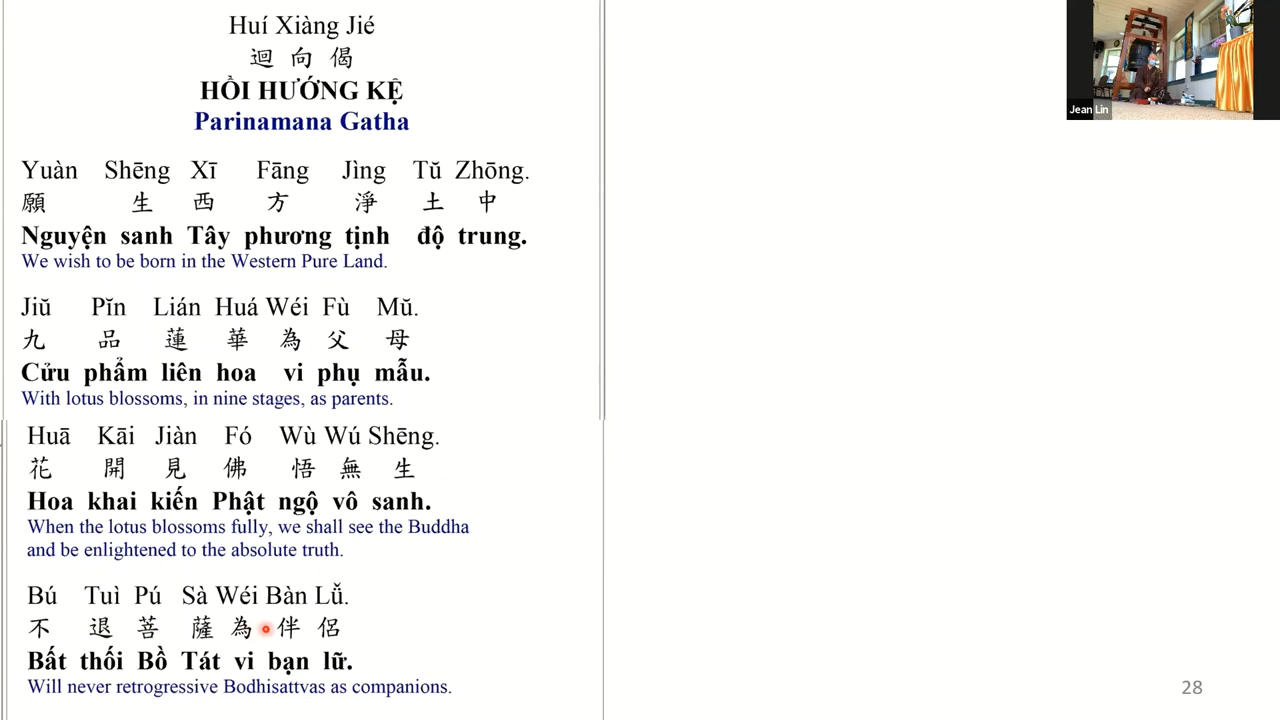 Huí Xiàng Jié
迴 向 偈
HỒI HƯỚNG KỆ
Parinamana Gatha
Yuàn Shēng Xī Fāng Jìng Tǔ Zhōng.
願 生 西 方 淨 土 中
Nguyện sanh Tây phương tịnh độ trung.
We wish to be born in the Western Pure Land.
Jiǔ Pǐn Lián Huá Wéi Fù Mǔ.
九 品 蓮 華 為 父 母
Cửu phẩm liên hoa vi phụ mẫu.
With lotus blossoms, in nine stages, as parents.
Huā Kāi Jiàn Fó Wù Wú Shēng.
花 開 見 佛 悟 無 生
Hoa khai kiến Phật ngộ vô sanh.
When the lotus blossoms fully, we shall see the Buddha
and be enlightened to the absolute truth.
Bú Tuì Pú Sà Wéi Bàn Lǚ.
不 退 菩 薩 為 伴 侶
Bất thối Bồ Tát vi bạn lữ.
Will never retrogressive Bodhisattvas as companions.
Jean Lin
28